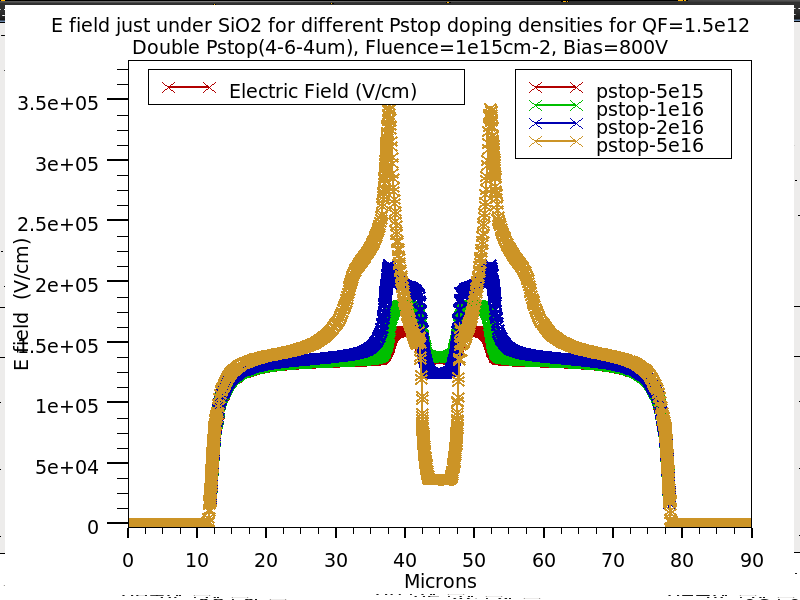 E field just under SiO2 for different Pstop doping densities for QF=1.5e12
Double Pstop(4-6-4um), Fluence=1e15cm-2, Bias=800V
Electric Field (V/cm)
pstop-5e15
pstop-1e16
pstop-2e16
pstop-5e16
E field (V/cm)
3.5e+05
3e+05
2.5e+05
2e+05
1.5e+05
1e+05
5e+04
0
0 10 20 30 40 50 60 70 80 90
Microns